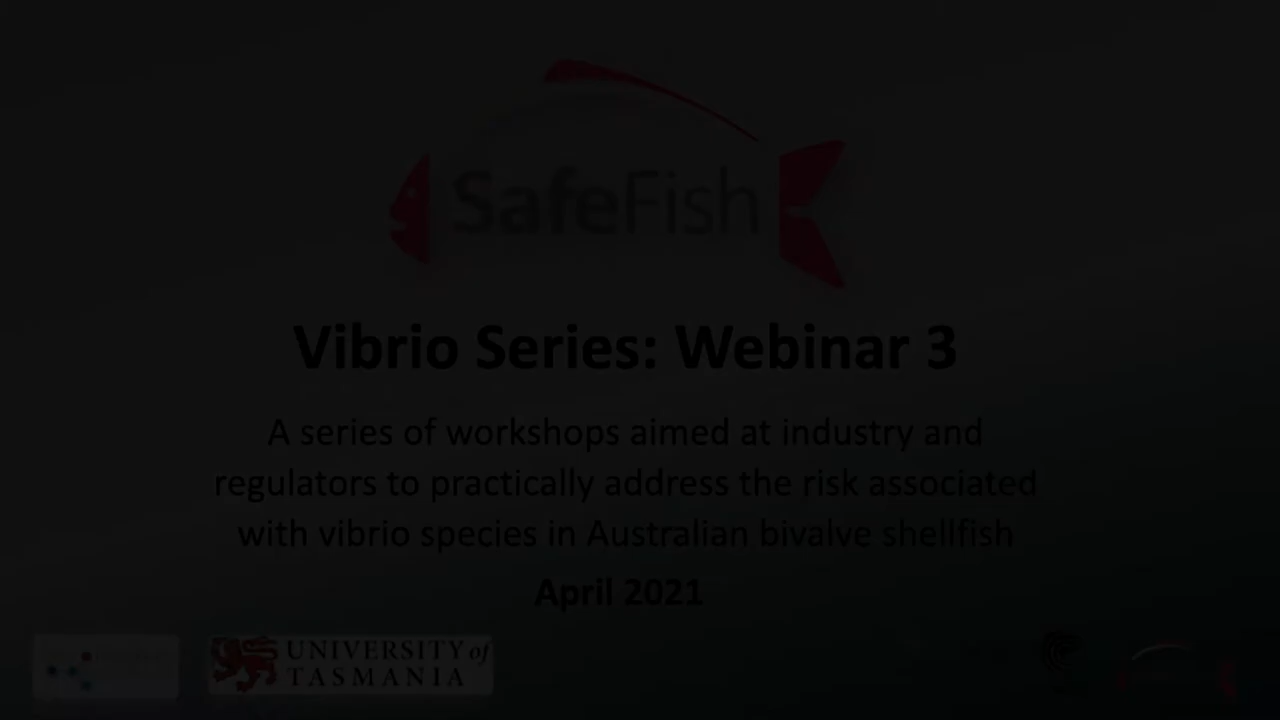 SafeFish
Vibrio Series: Webinar 3
A series of workshops aimed at industry and
regulators to practically address the risk associated
with vibrio species in Australian bivalve shellfish
April 2021
UNIVERSITY of
TASMANIA